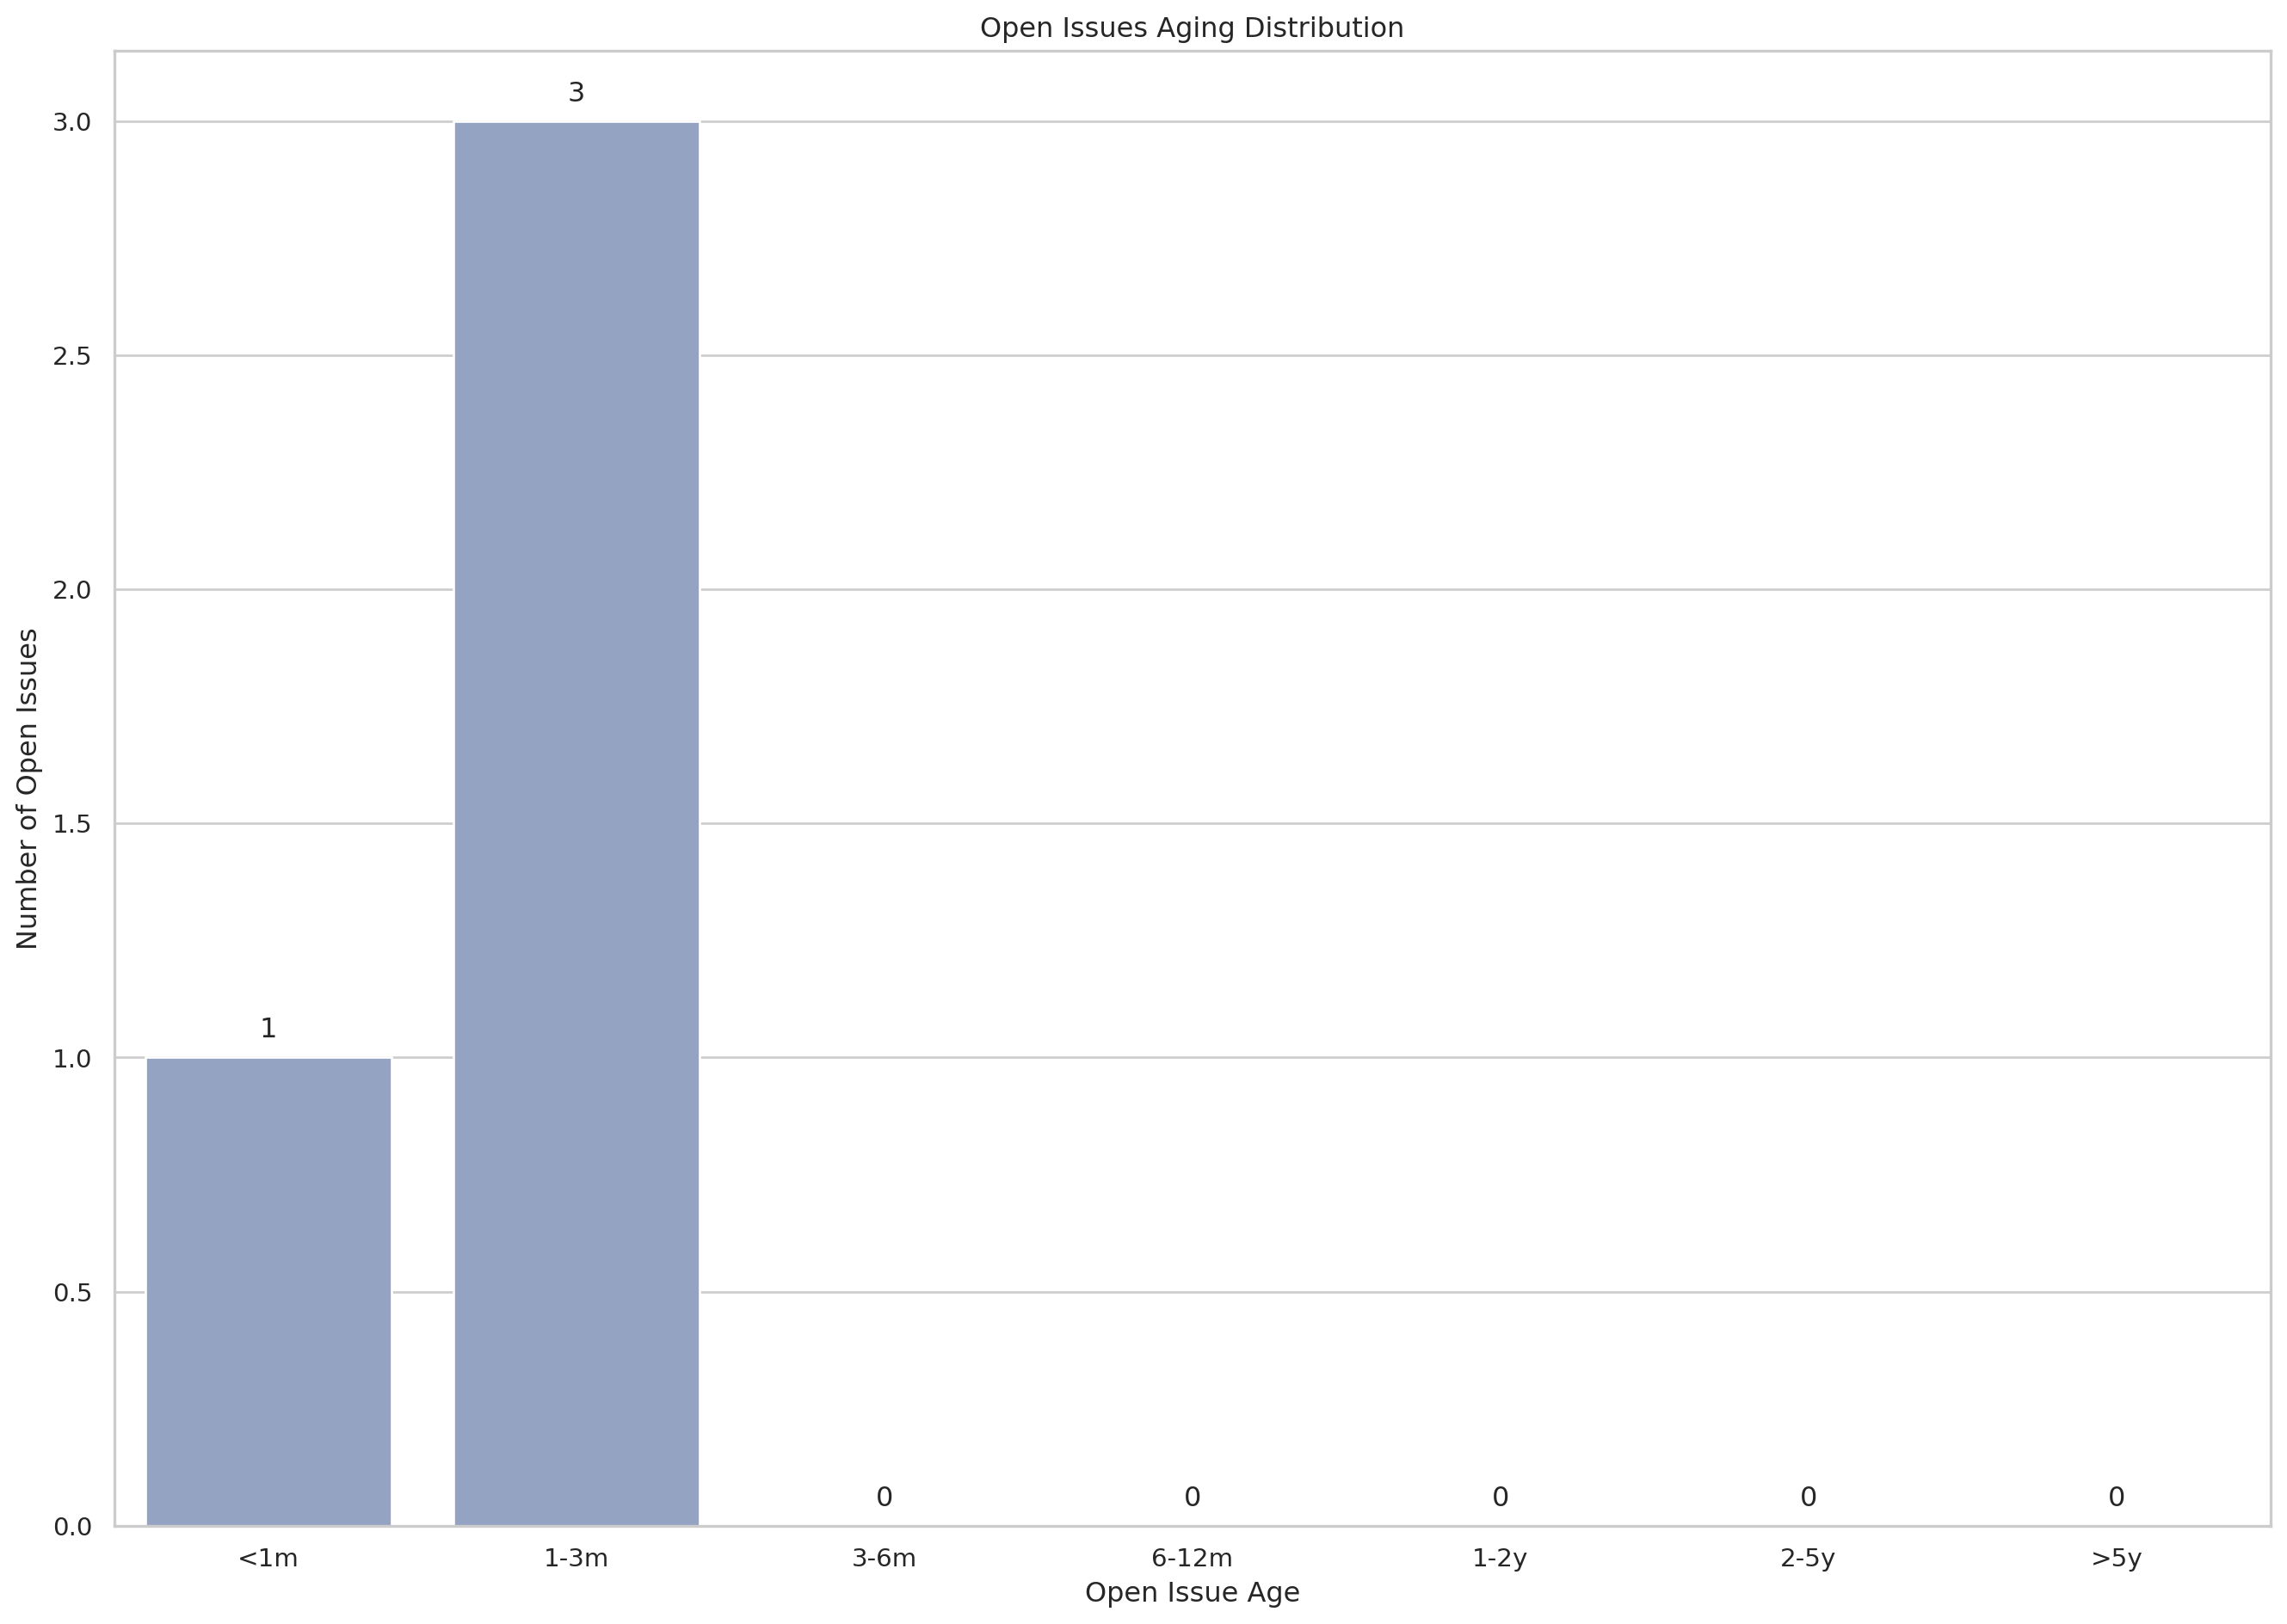 Open Issues Aging Distribution
3
3.0
2.5
2.0
1.5
1
1.0
0.5
0 0 0 0 0
0.0
<1m 1-3m 3-6m 6-12m 1-2y 2-5y >5y
Open Issue Age
Number of Open Issues